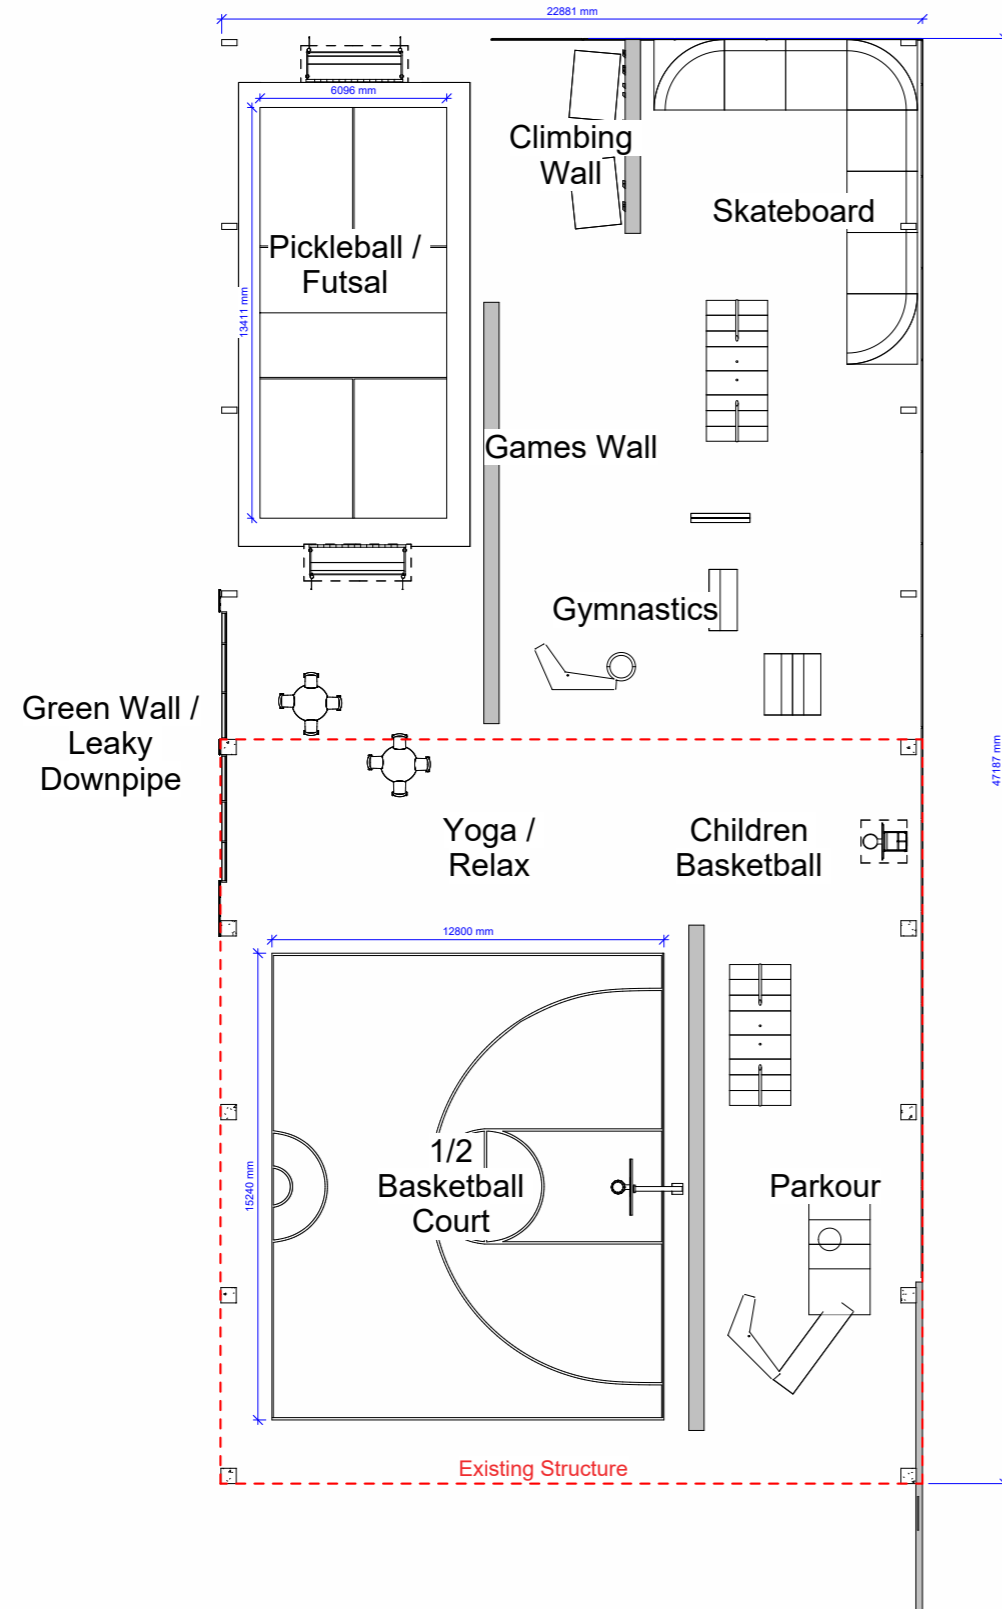 22881 mm
6096 mm
Climbing
Wall
Skateboard
Pickleball /
Futsal
13411 mm
Games Wall
Gymnastics
Green Wall /
Leaky
Downpipe
47187 mm
Yoga /
Relax
Children
Basketball
12800 mm
15240 mm
1/2
Basketball
Court
Parkour
Existing Structure